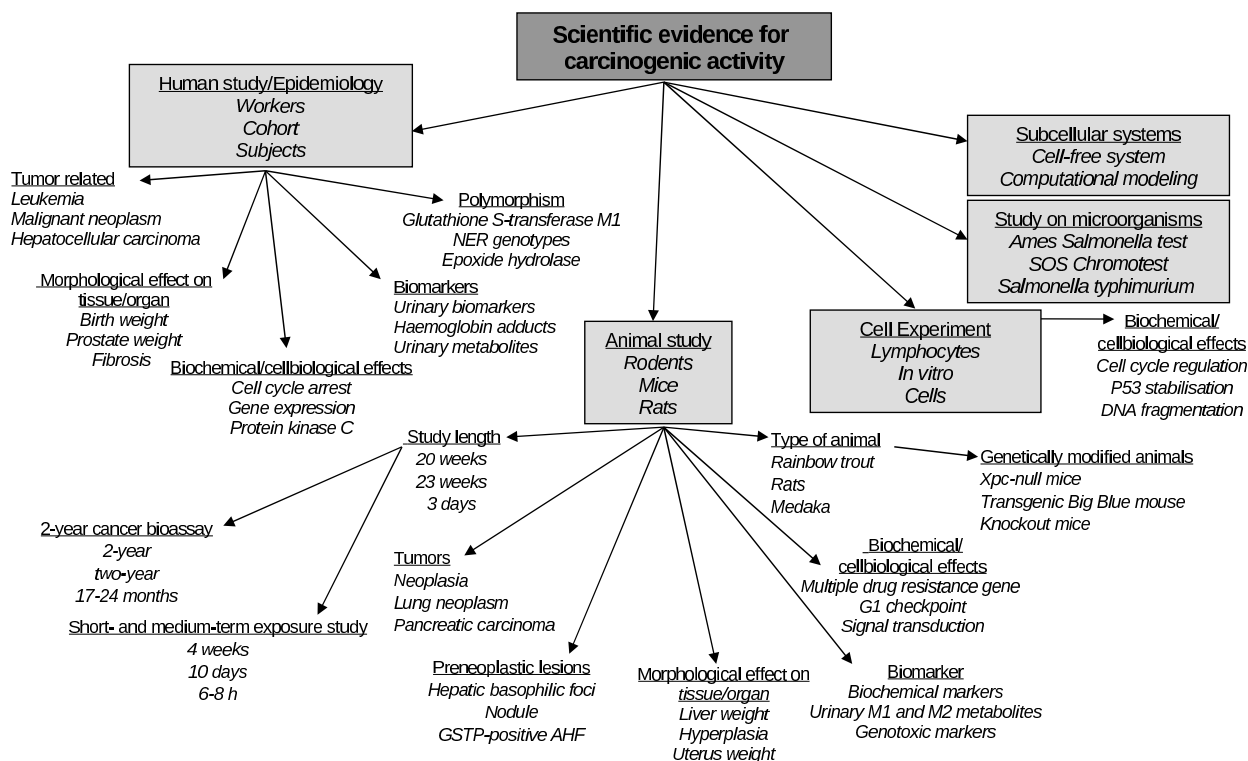 Scientific evidence for
carcinogenic activity
Human study/Epidemiology
Workers
Cohort
Subjects
Tumor related
Leukemia
Malignant neoplasm
Hepatocellular carcinoma
Morphological effect on
tissue/organ
Birth weight
Prostate weight
Fibrosis
Biochemical/cellbiological effects
Cell cycle arrest
Gene expression
Protein kinase C
Biomarkers
Urinary biomarkers
Haemoglobin adducts
Urinary metabolites
Polymorphism
Glutathione S-transferase M1
NER genotypes
Epoxide hydrolase
Subcellular systems
Cell-free system
Computational modeling
Study on microorganisms
Ames Salmonella test
SOS Chromotest
Salmonella typhimurium
Cell Experiment
Lymphocytes
In vitro
Cells
Biochemical/
cellbiological effects
Cell cycle regulation
P53 stabilisation
DNA fragmentation
Animal study
Rodents
Mice
Rats
Study length
20 weeks
23 weeks
3 days
2-year cancer bioassay
2-year
two-year
17-24 months
Short- and medium-term exposure study
4 weeks
10 days
6-8 h
Tumors
Neoplasia
Lung neoplasm
Pancreatic carcinoma
Preneoplastic lesions
Hepatic basophilic foci
Nodule
GSTP-positive AHF
Morphological effect on
tissue/organ
Liver weight
Hyperplasia
Uterus weight
Biomarker
Biochemical markers
Urinary M1 and M2 metabolites
Genotoxic markers
Biochemical/
cellbiological effects
Multiple drug resistance gene
G1 checkpoint
Signal transduction
Type of animal
Rainbow trout
Rats
Medaka
Genetically modified animals
Xpc-null mice
Transgenic Big Blue mouse
Knockout mice